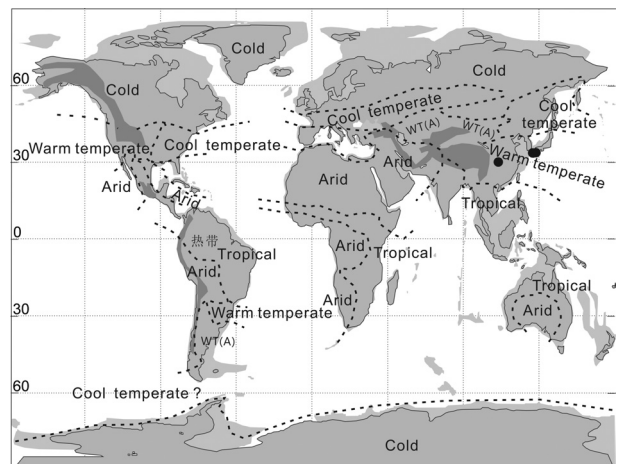 Cold
Cold
Cold
60
Cool temperate
Cool
temperate
WT(A)
WT(A)
Warm temperate
Cool temperate
Warm temperate
30
Arid
Arid
Arid
Arid
Tropical
0
热带
Tropical
Arid
Tropical
Arid
Tropical
Arid
Arid
30
Warm temperate
WT(A)
60
Cool temperate ?
Cold